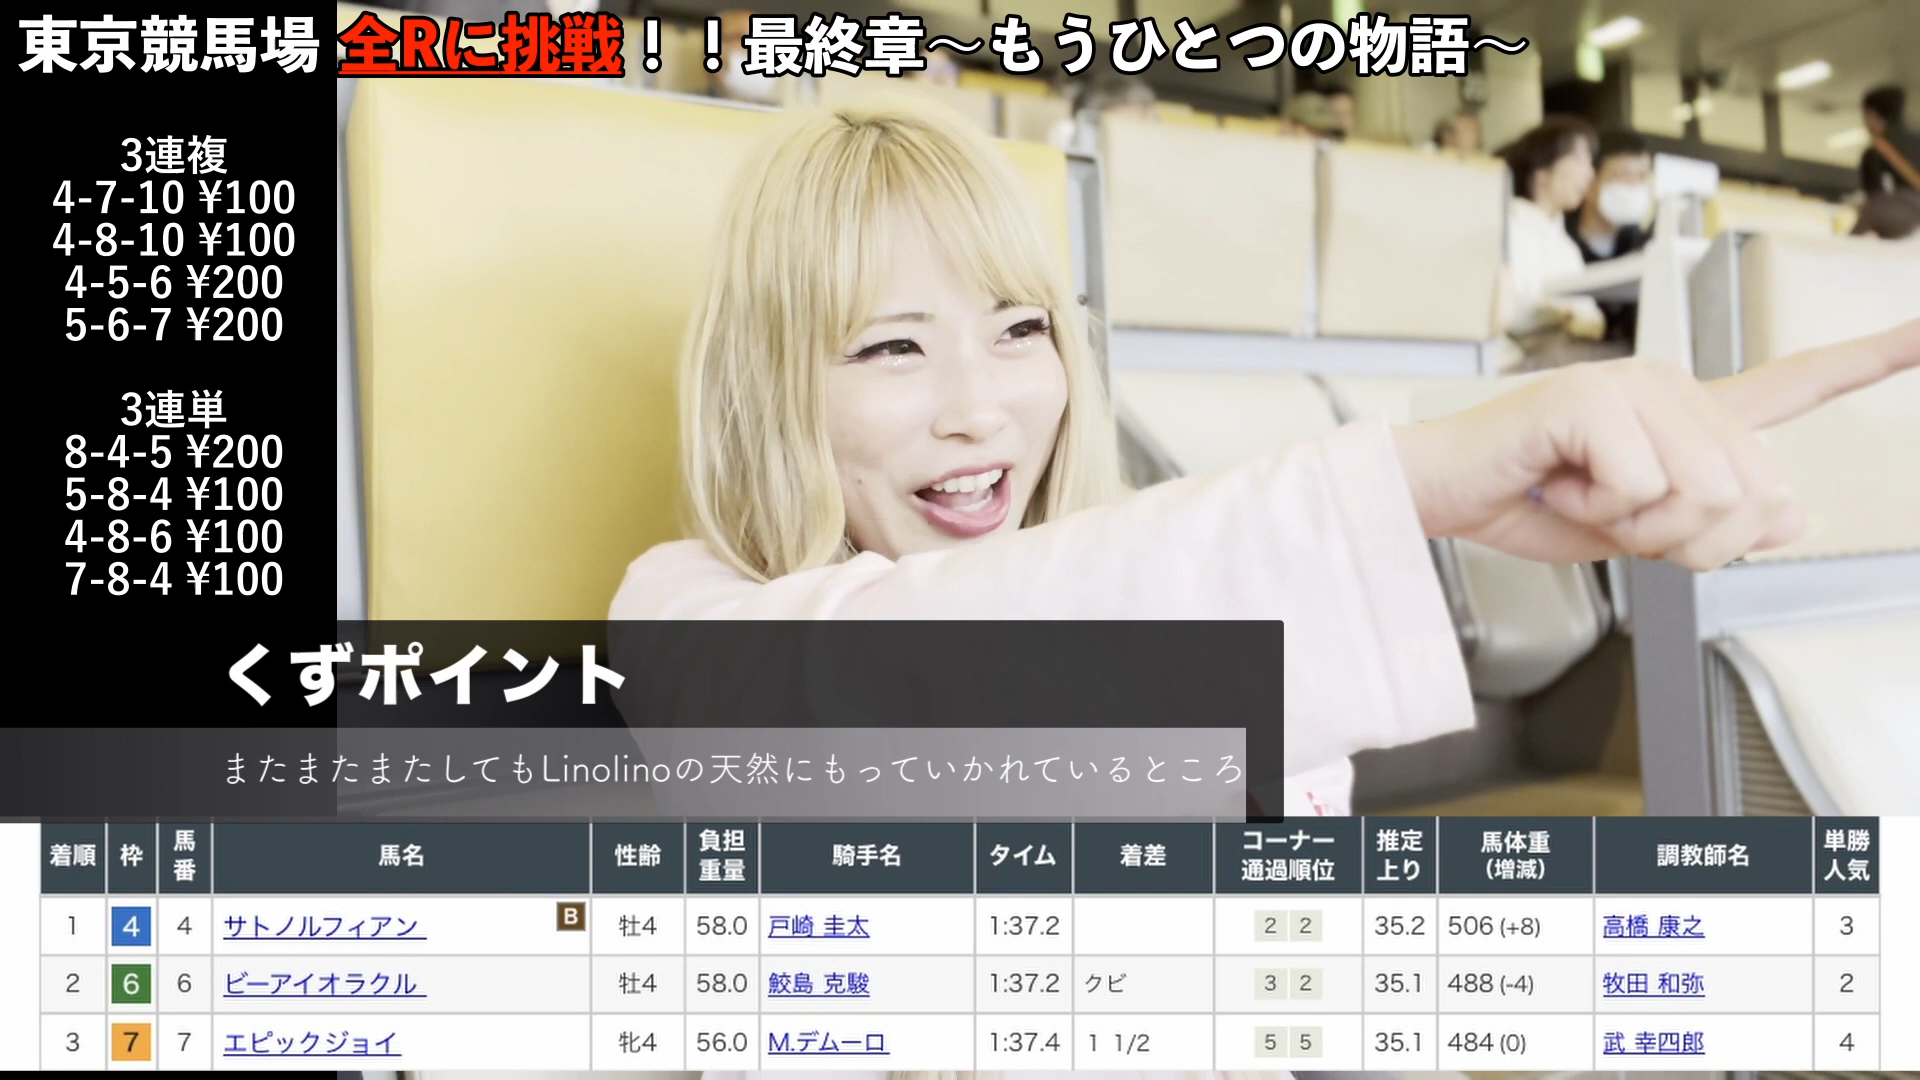 東京競馬場 全Rに挑戦！！最終章〜もうひとつの物語〜
3連複
4-7-10 ¥100
4-8-10 ¥100
4-5-6 ¥200
5-6-7 ¥200
3連単
8-4-5 ¥200
5-8-4 ¥100
4-8-6 ¥100
7-8-4 ¥100
くずポイント
またまたまたしてもLinolinoの天然にもっていかれているところ
着順 枠 馬番 馬名 性齢 負担重量 騎手名 タイム 着差 コーナー通過順位 推定上り 馬体重(増減) 調教師名 単勝人気
1 4 4 サトノルフィアン B 牡4 58.0 戸崎 圭太 1:37.2 2 2 35.2 506 (+8) 高橋 康之 3
2 6 6 ビーアイオラクル 牡4 58.0 鮫島 克駿 1:37.2 クビ 3 2 35.1 488 (-4) 牧田 和弥 2
3 7 7 エピックジョイ 牝4 56.0 M.デムーロ 1:37.4 1 1/2 5 5 35.1 484 (0) 武 幸四郎 4